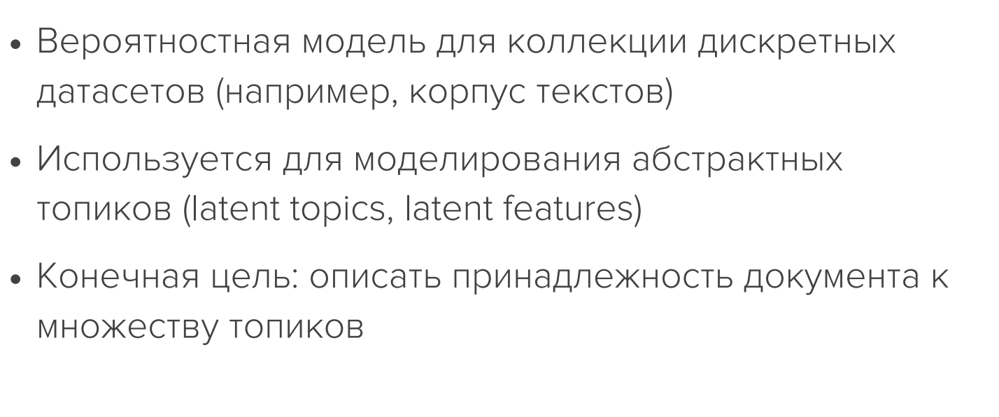 • Вероятностная модель для коллекции дискретных
датасетов (например, корпус текстов)
• Используется для моделирования абстрактных
топиков (latent topics, latent features)
• Конечная цель: описать принадлежность документа к
множеству топиков